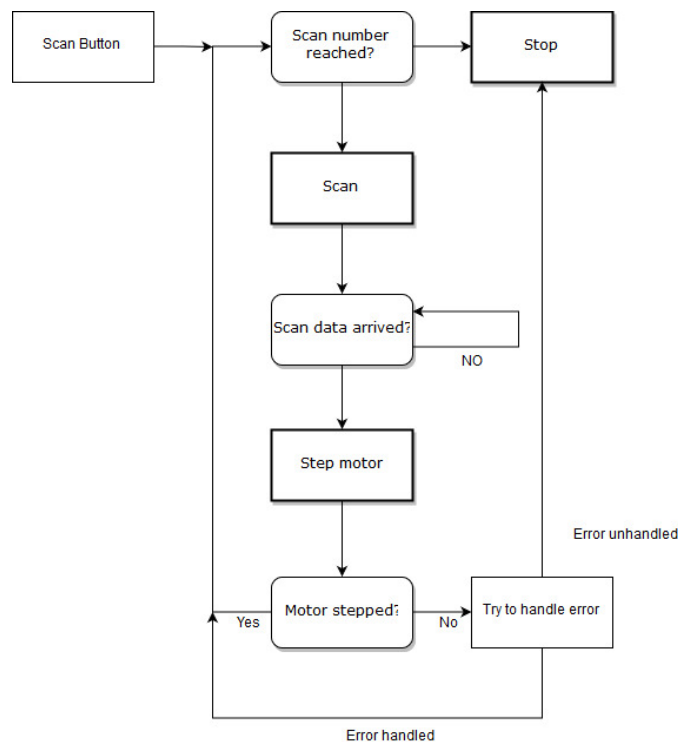 Scan Button
Scan number
reached?
Stop
Scan
Scan data arrived?
NO
Step motor
Error unhandled
Motor stepped?
Yes
No
Try to handle error
Error handled